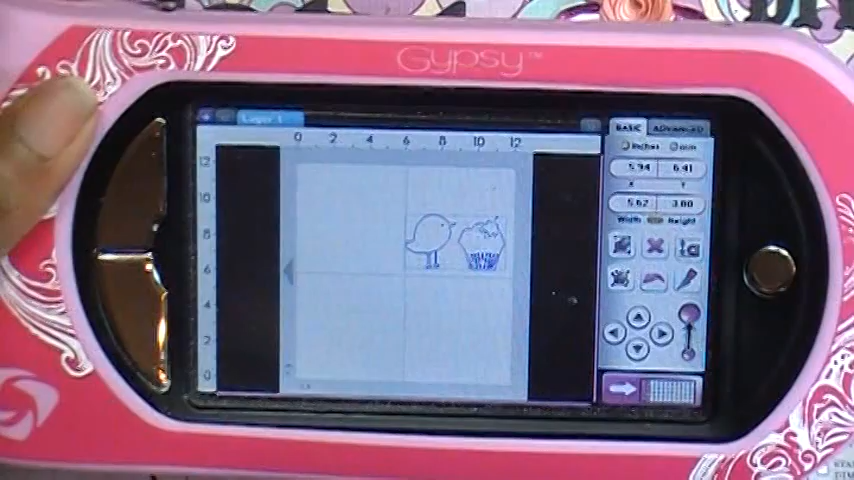 Gypsy™
Layer 1
BASIC ADVANCED
Inches cm
0 2 4 6 8 10 12
12
10
8
6
4
2
0
5.94 6.41
X Y
5.62 3.00
Width Height